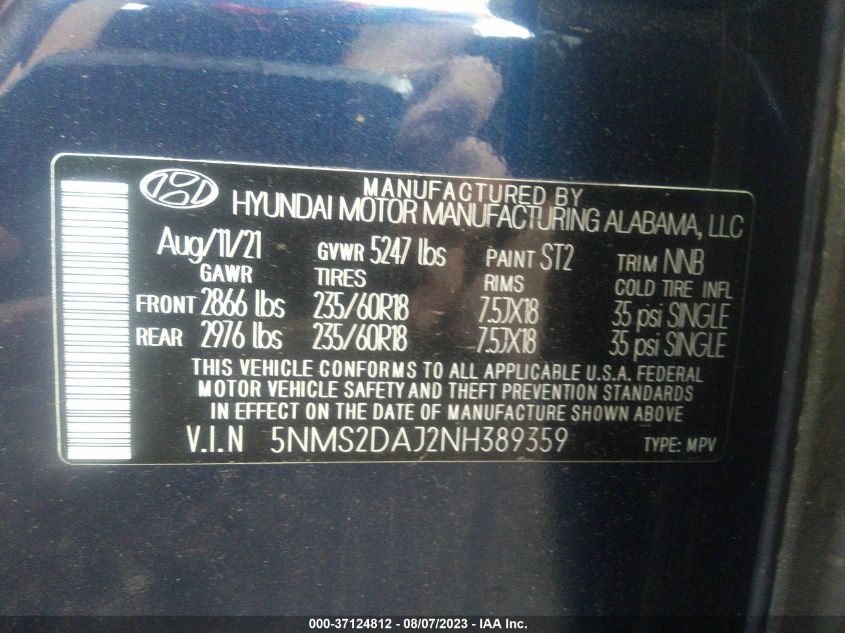 MANUFACTURED BY
HYUNDAI MOTOR MANUFACTURING ALABAMA, LLC
Aug/11/21 GVWR 5247 lbs PAINT ST2 TRIM NNB
GAWR TIRES RIMS COLD TIRE INFL
FRONT 2866 lbs 235/60R18 7.5JX18 35 psi SINGLE
REAR 2976 lbs 235/60R18 7.5JX18 35 psi SINGLE
THIS VEHICLE CONFORMS TO ALL APPLICABLE U.S.A. FEDERAL
MOTOR VEHICLE SAFETY AND THEFT PREVENTION STANDARDS
IN EFFECT ON THE DATE OF MANUFACTURE SHOWN ABOVE
V.I.N 5NMS2DAJ2NH389359 TYPE: MPV
000-37124812 - 08/07/2023 - IAA Inc.